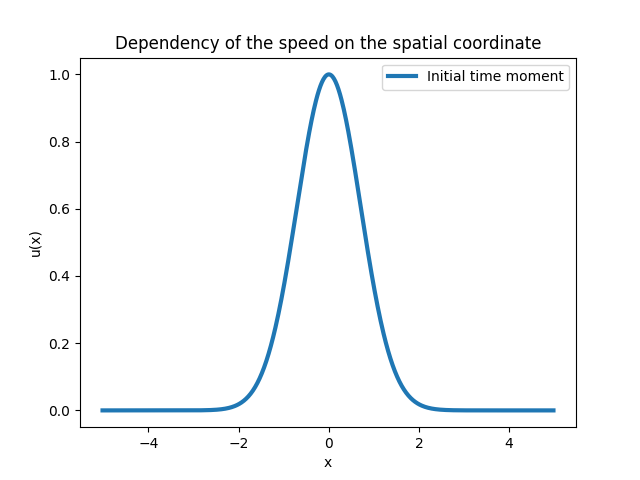 Dependency of the speed on the spatial coordinate
Initial time moment
1.0
0.8
0.6
0.4
0.2
0.0
u(x)
−4
−2
0
2
4
x